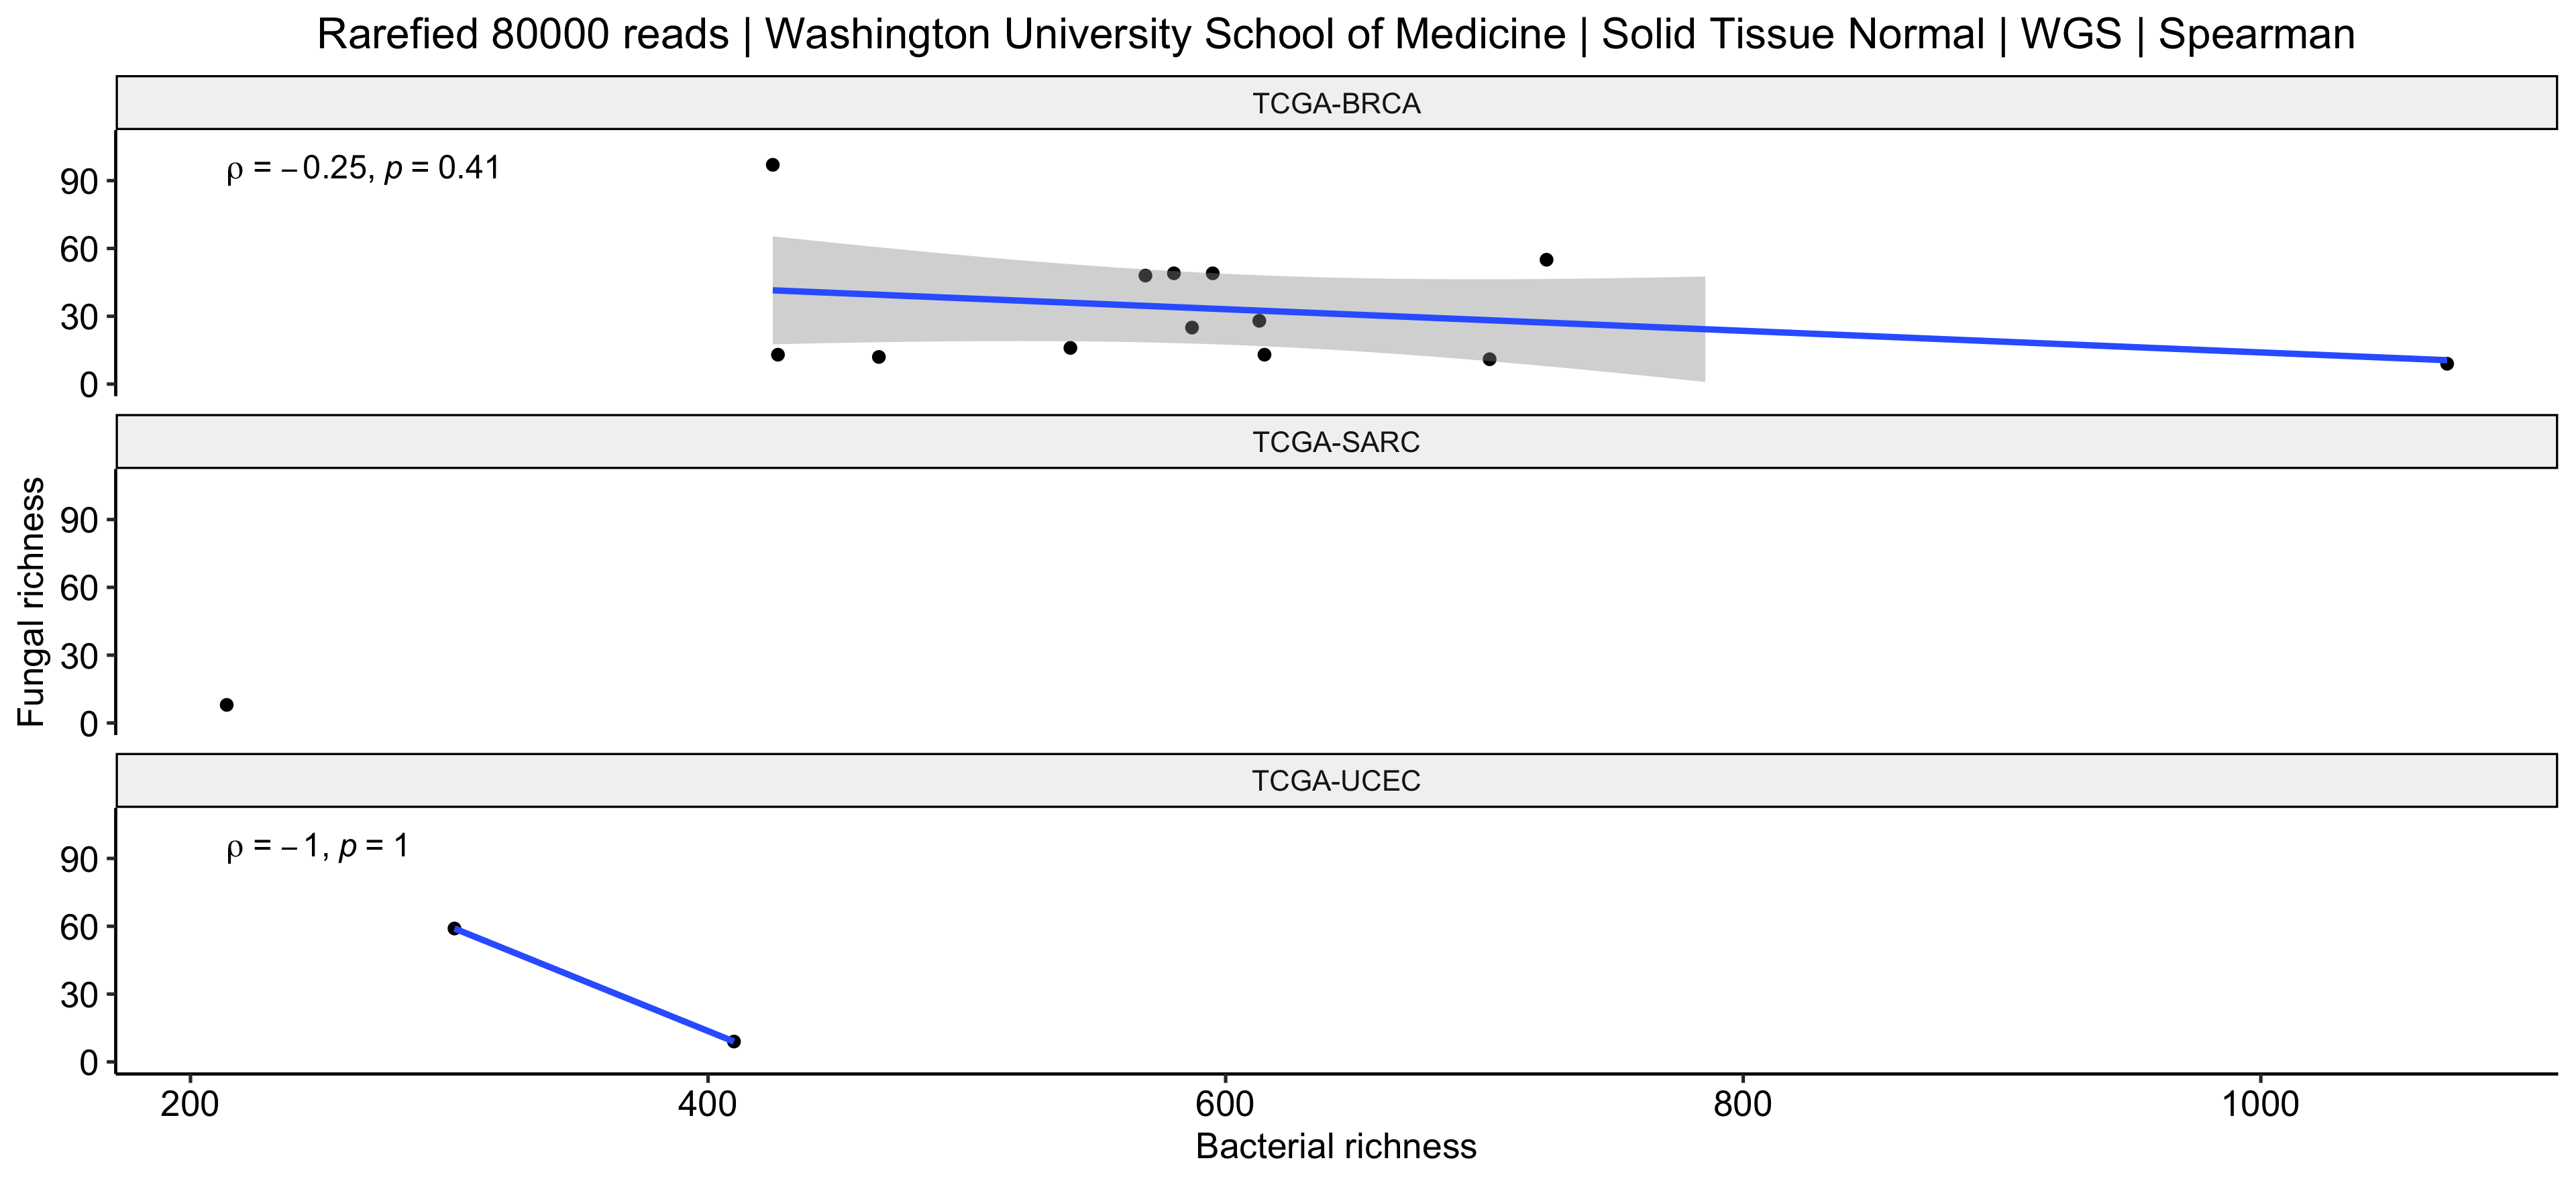 Rarefied 80000 reads | Washington University School of Medicine | Solid Tissue Normal | WGS | Spearman
TCGA-BRCA
ρ = −0.25, p = 0.41
90
60
30
0
TCGA-SARC
90
60
30
0
Fungal richness
TCGA-UCEC
ρ = −1, p = 1
90
60
30
0
200 400 600 800 1000
Bacterial richness